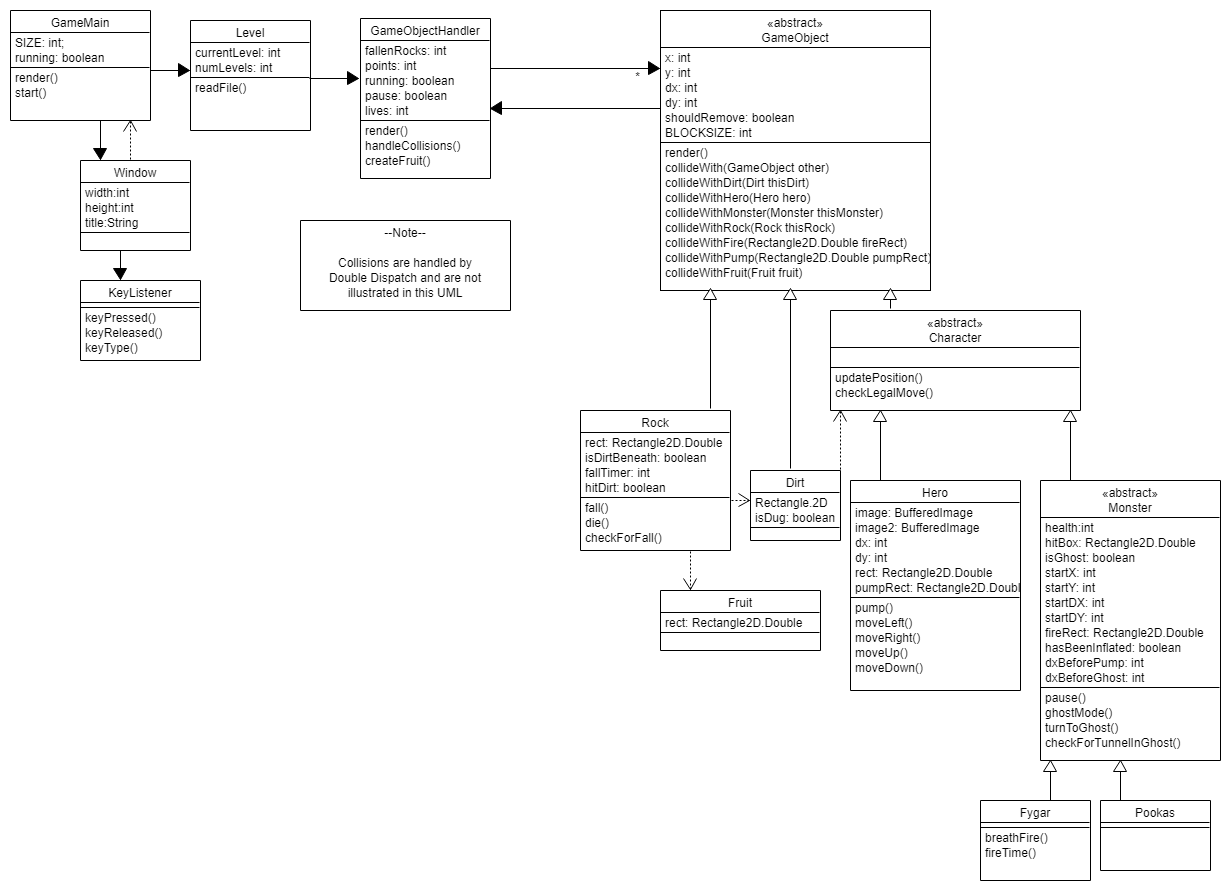 GameMain
SIZE: int;
running: boolean
render()
start()
Level
currentLevel: int
numLevels: int
readFile()
GameObjectHandler
fallenRocks: int
points: int
running: boolean
pause: boolean
lives: int
render()
handleCollisions()
createFruit()
*
«abstract»
GameObject
x: int
y: int
dx: int
dy: int
shouldRemove: boolean
BLOCKSIZE: int
render()
collideWith(GameObject other)
collideWithDirt(Dirt thisDirt)
collideWithHero(Hero hero)
collideWithMonster(Monster thisMonster)
collideWithRock(Rock thisRock)
collideWithFire(Rectangle2D.Double fireRect)
collideWithPump(Rectangle2D.Double pumpRect)
collideWithFruit(Fruit fruit)
Window
width:int
height:int
title:String
KeyListener
keyPressed()
keyReleased()
keyType()
--Note--
Collisions are handled by
Double Dispatch and are not
illustrated in this UML
«abstract»
Character
updatePosition()
checkLegalMove()
Rock
rect: Rectangle2D.Double
isDirtBeneath: boolean
fallTimer: int
hitDirt: boolean
fall()
die()
checkForFall()
Dirt
Rectangle.2D
isDug: boolean
Fruit
rect: Rectangle2D.Double
Hero
image: BufferedImage
image2: BufferedImage
dx: int
dy: int
rect: Rectangle2D.Double
pumpRect: Rectangle2D.Doubl
pump()
moveLeft()
moveRight()
moveUp()
moveDown()
«abstract»
Monster
health:int
hitBox: Rectangle2D.Double
isGhost: boolean
startX: int
startY: int
startDX: int
startDY: int
fireRect: Rectangle2D.Double
hasBeenInflated: boolean
dxBeforePump: int
dxBeforeGhost: int
pause()
ghostMode()
turnToGhost()
checkForTunnelInGhost()
Fygar
breathFire()
fireTime()
Pookas